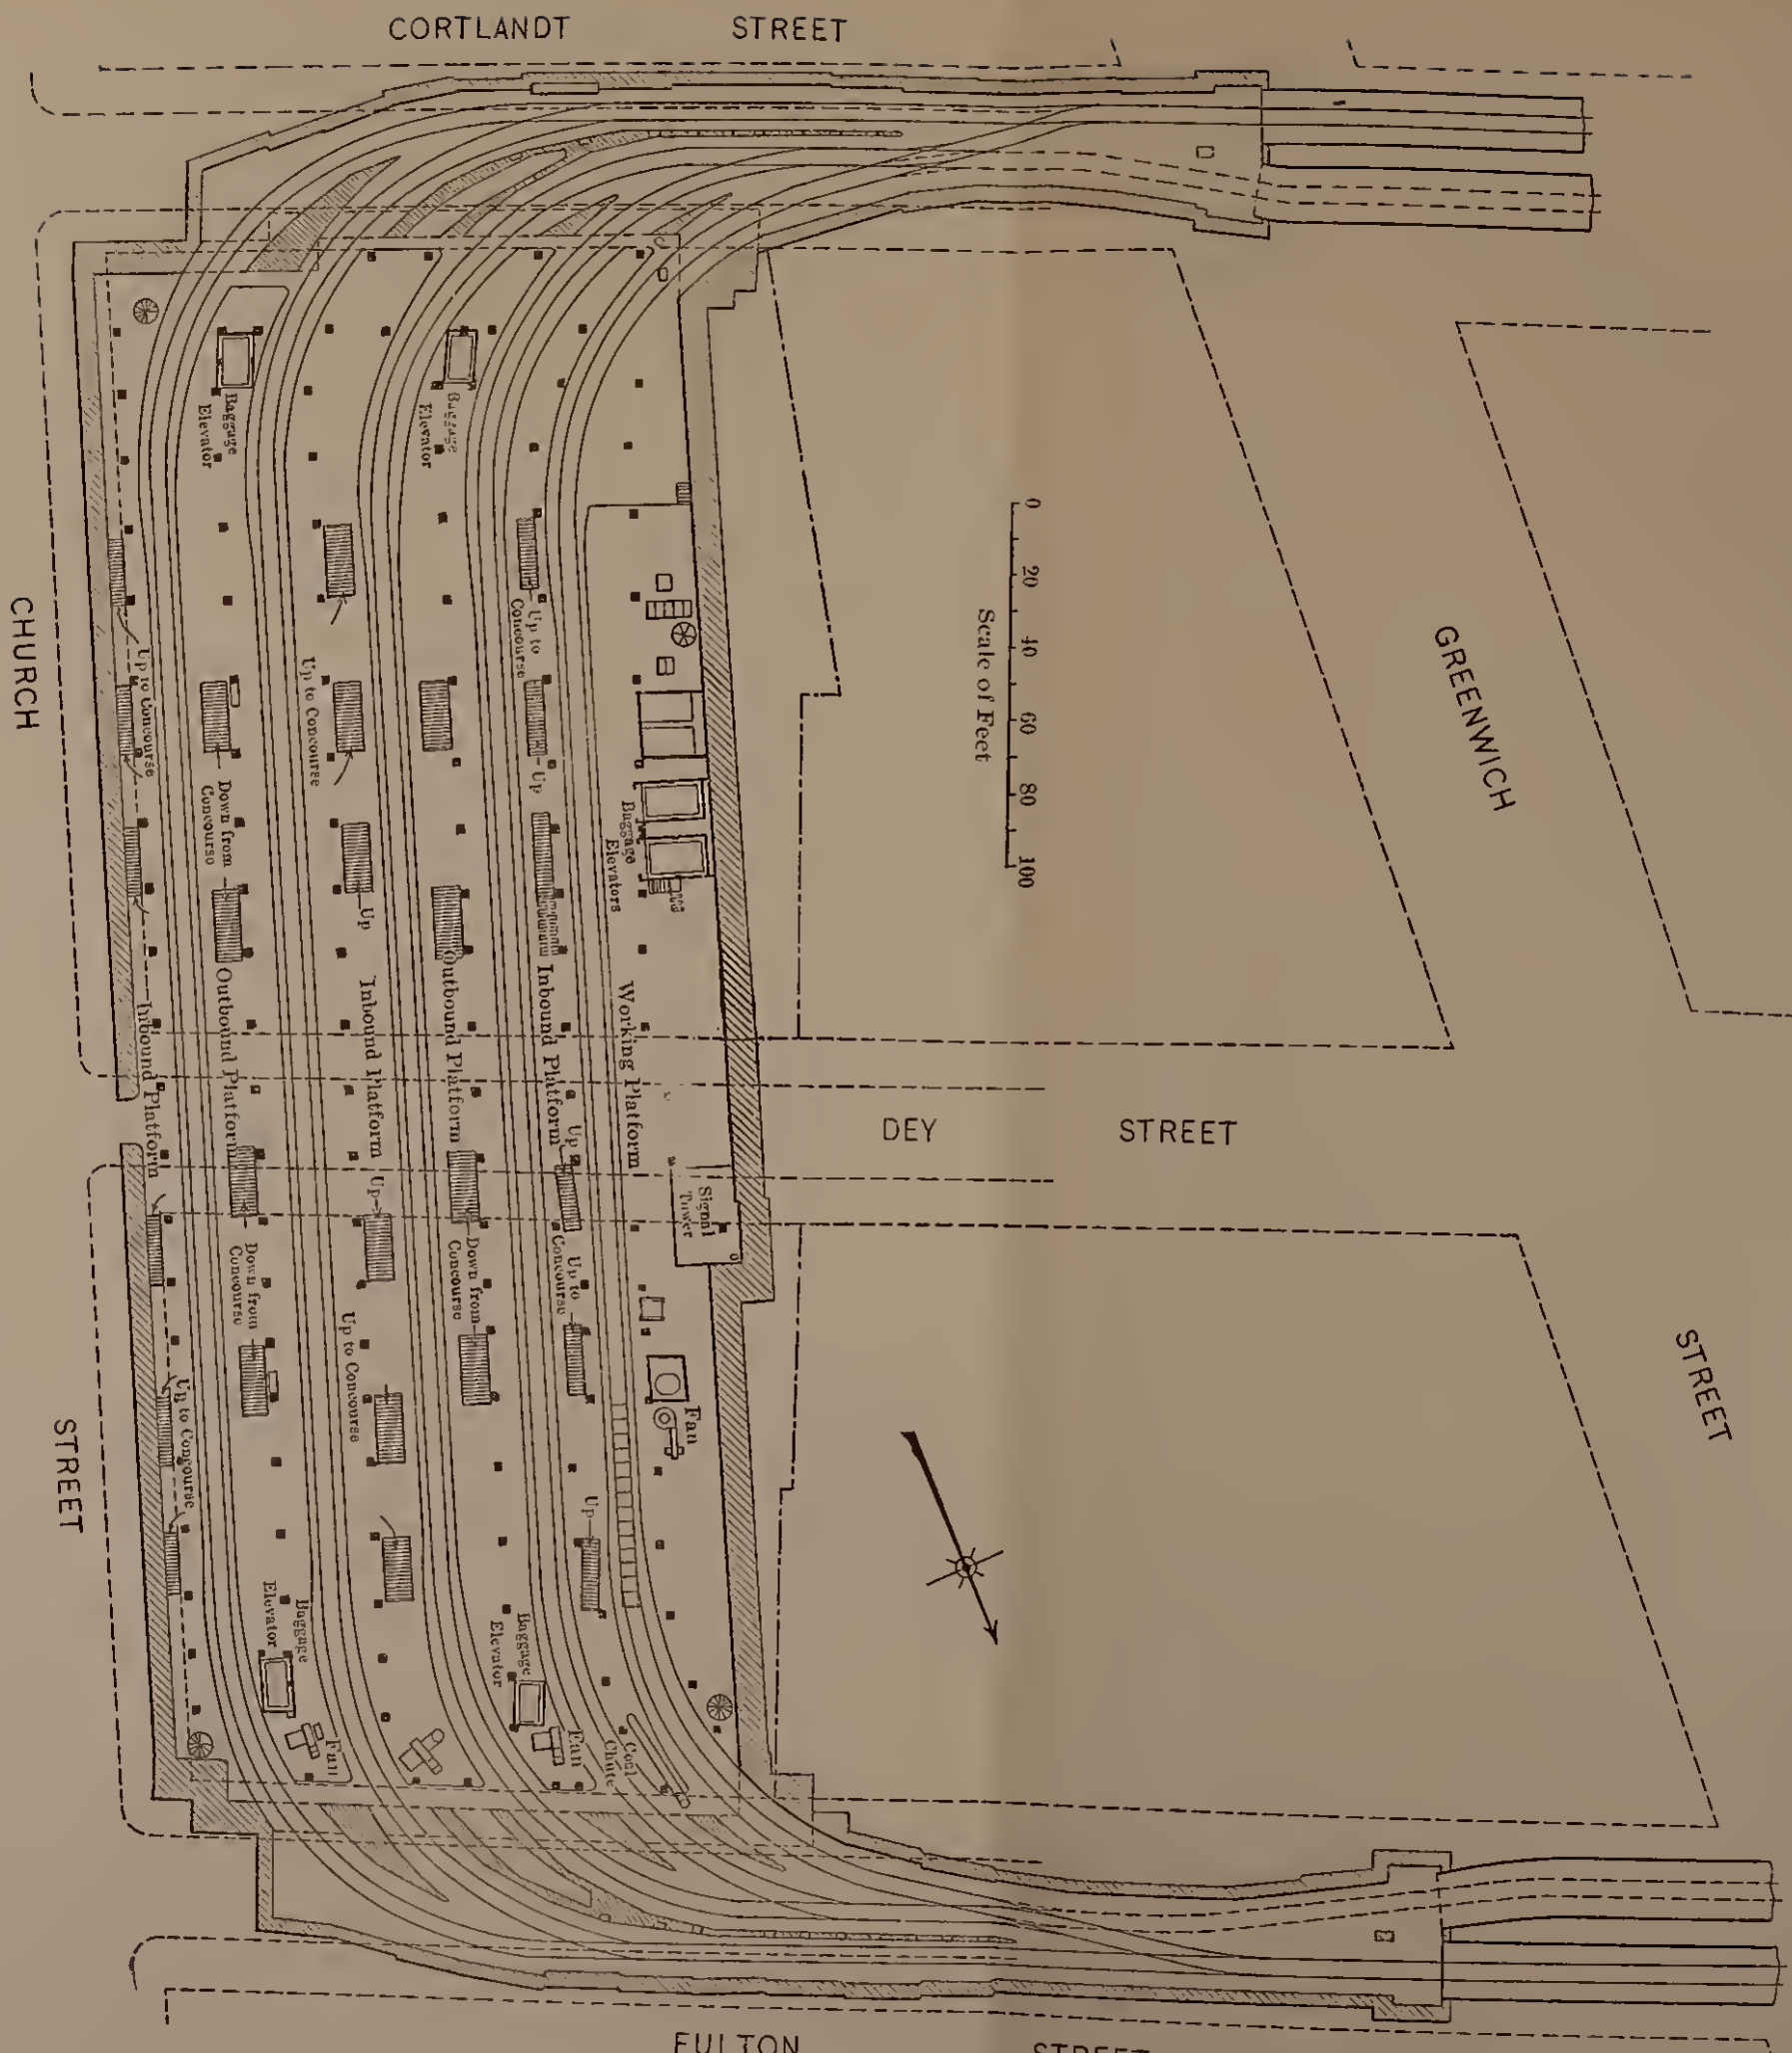 CORTLANDT STREET
CHURCH
STREET
GREENWICH
STREET
DEY STREET
FULTON
STREET
0 20 40 60 80 100
Scale of Feet
Baggage
Elevator
Baggage
Elevator
Up to
Concourse
Up
Up to Concourse
Up to Concourse
Down from
Concourse
Up
Baggage
Elevators
Inbound Platform
Outbound Platform
Inbound Platform
Outbound Platform
Inbound Platform
Working Platform
Signal
Tower
Up
Up
Up to
Concourse
Down from
Concourse
Down from
Concourse
Up to Concourse
Up to Concourse
Fan
Up
Baggage
Elevator
Baggage
Elevator
Fan
Fan
Coal
Chute